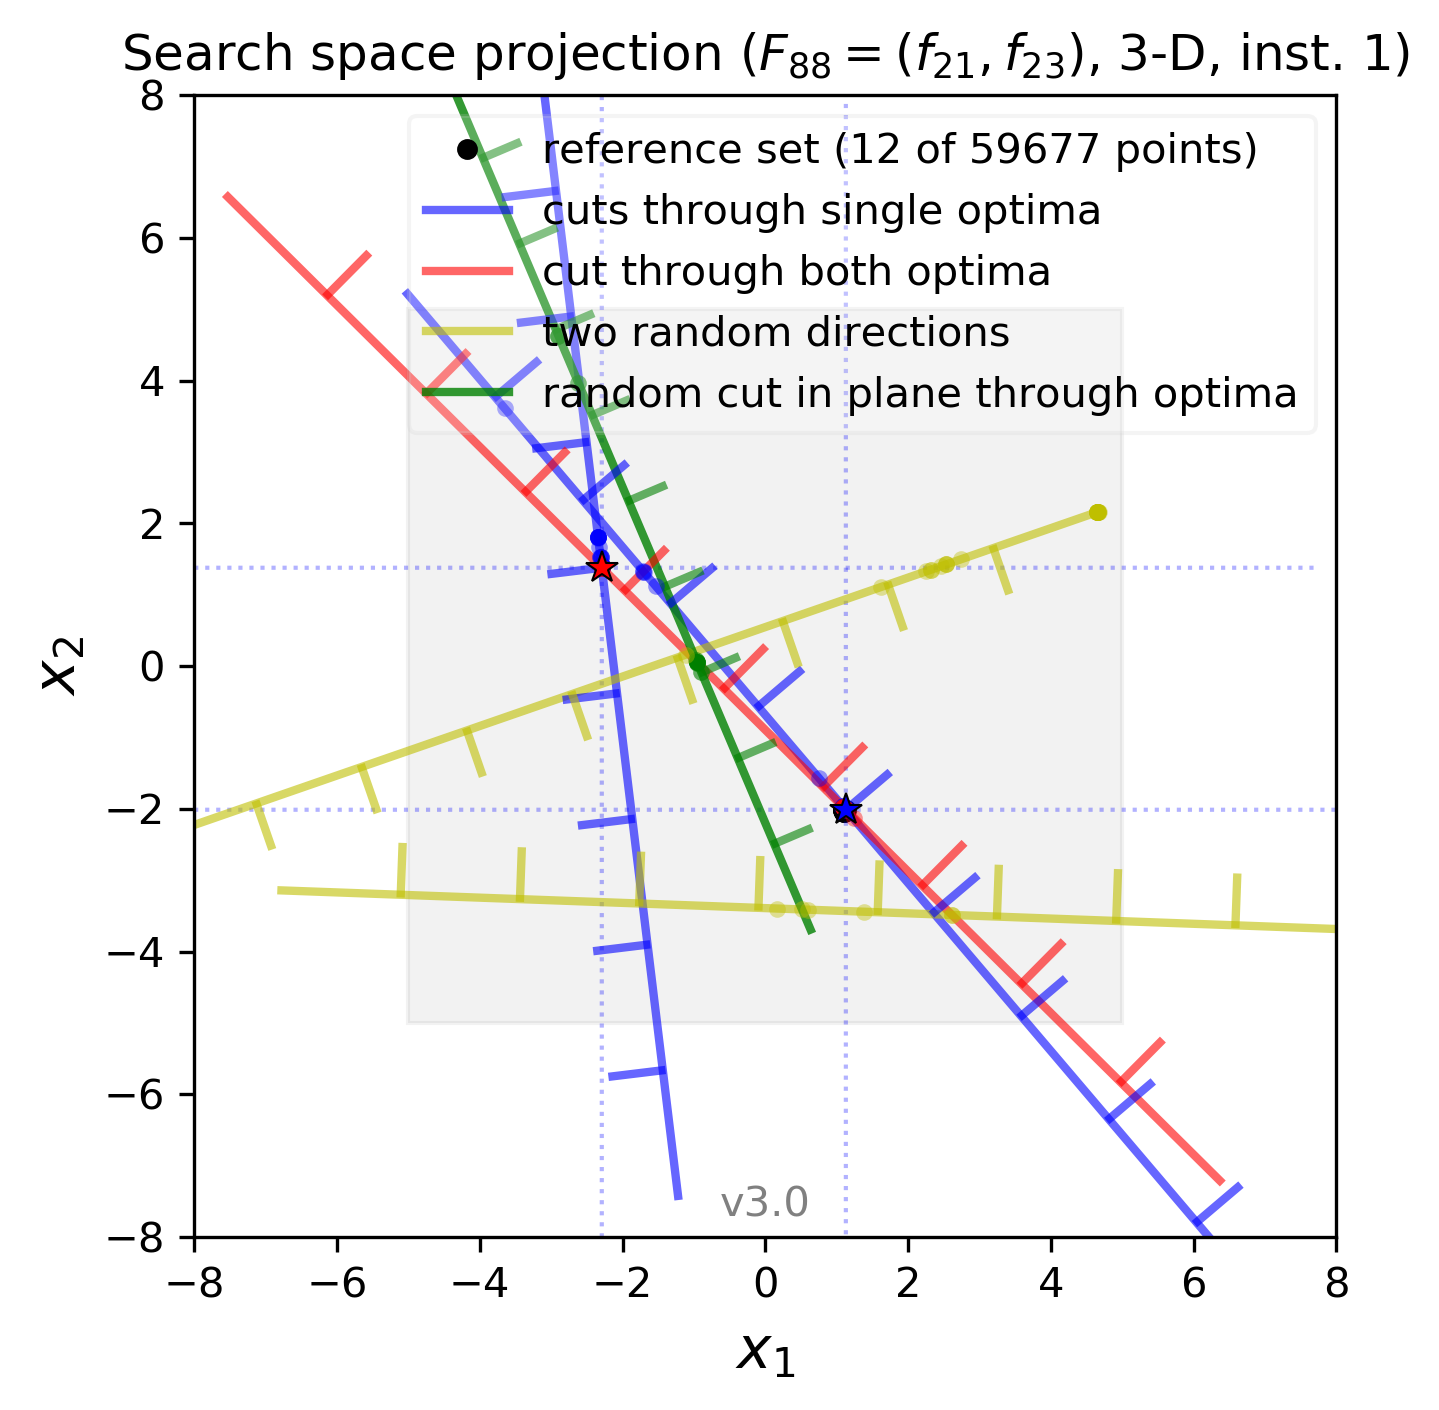 Search space projection (F₈₈ = (f₂₁, f₂₃), 3-D, inst. 1)
reference set (12 of 59677 points)
cuts through single optima
cut through both optima
two random directions
random cut in plane through optima
8
6
4
2
0
−2
−4
−6
−8
x₂
v3.0
−8 −6 −4 −2 0 2 4 6 8
x₁